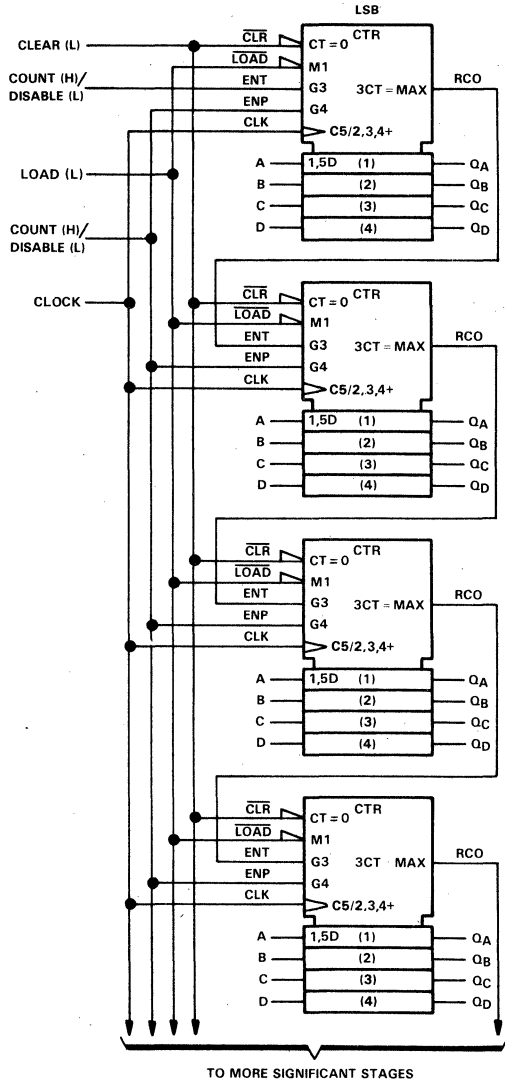 LSB
CLEAR (L)
COUNT (H)/
DISABLE (L)
LOAD (L)
COUNT (H)/
DISABLE (L)
CLOCK
CLR
LOAD
ENT
ENP
CLK
CT = 0 CTR
M1
G3 3CT = MAX
G4
C5/2,3,4+
RCO
A 1,5D (1) QA
B (2) QB
C (3) QC
D (4) QD
CLR
LOAD
ENT
ENP
CLK
CT = 0 CTR
M1
G3 3CT = MAX
G4
C5/2,3,4+
RCO
A 1,5D (1) QA
B (2) QB
C (3) QC
D (4) QD
CLR
LOAD
ENT
ENP
CLK
CT = 0 CTR
M1
G3 3CT = MAX
G4
C5/2,3,4+
RCO
A 1,5D (1) QA
B (2) QB
C (3) QC
D (4) QD
CLR
LOAD
ENT
ENP
CLK
CT = 0 CTR
M1
G3 3CT MAX
G4
C5/2,3,4+
RCO
A 1,5D (1) QA
B (2) QB
C (3) QC
D (4) QD
TO MORE SIGNIFICANT STAGES